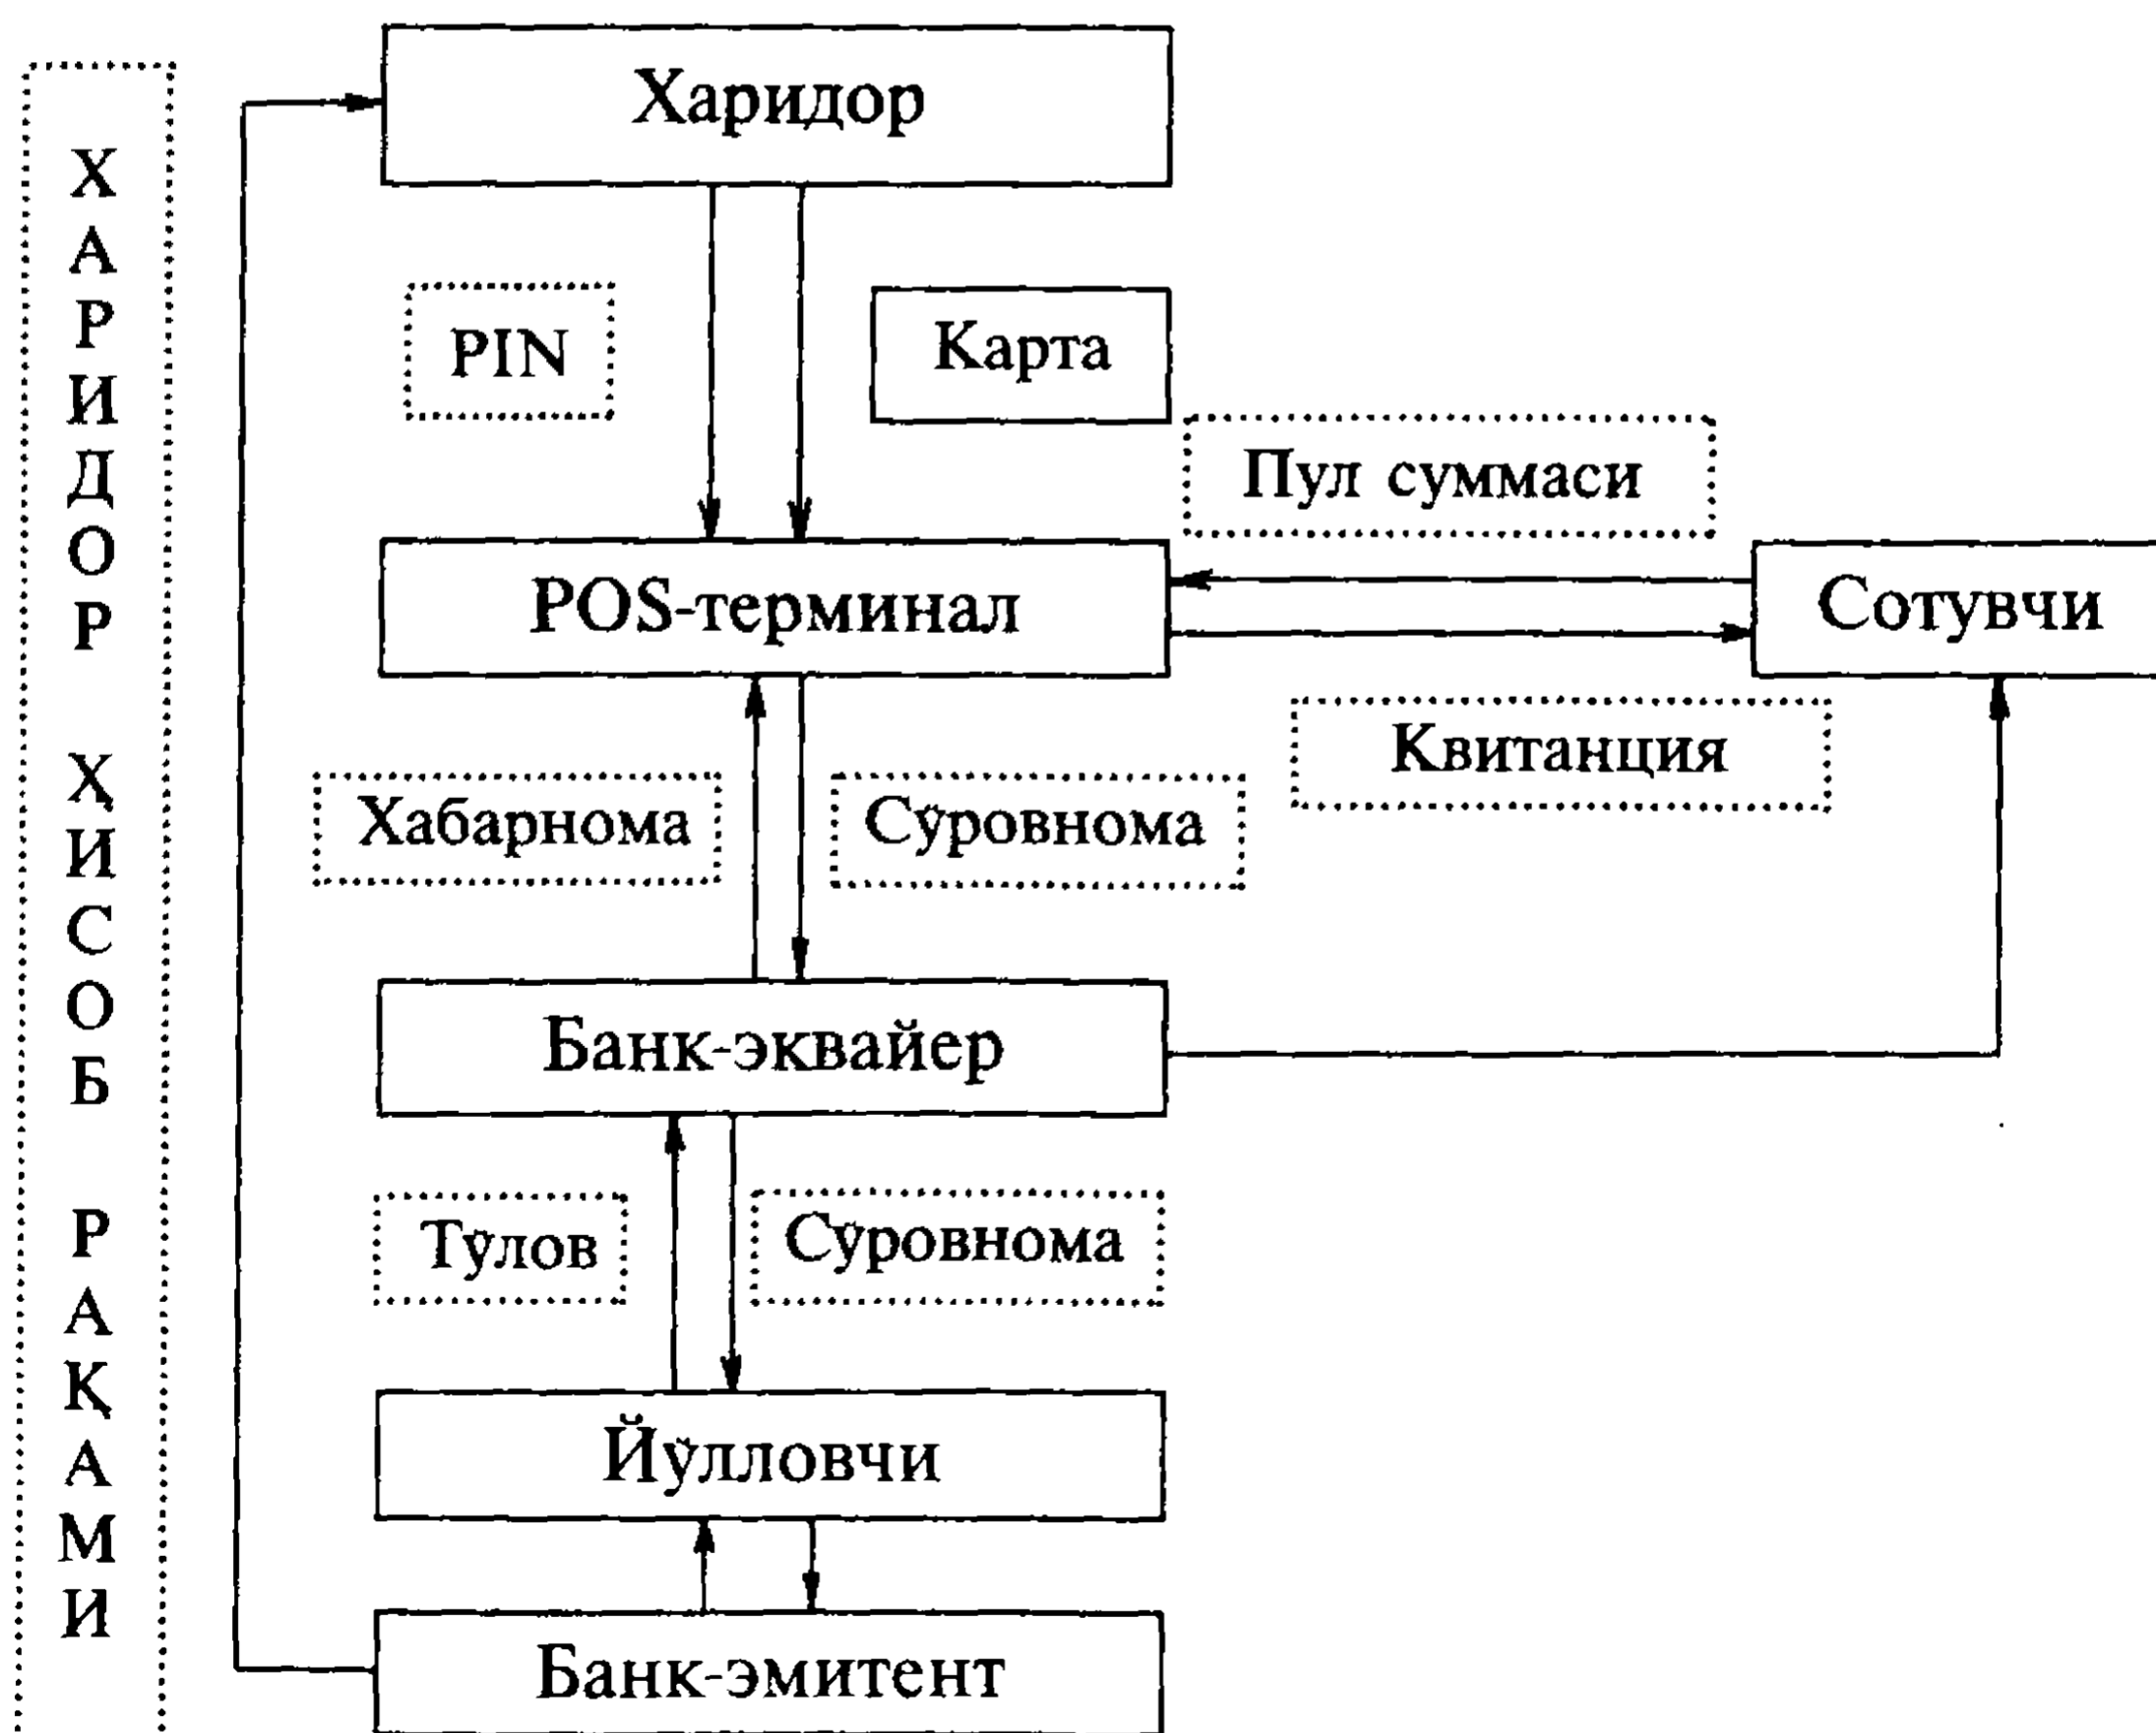 Харидор
ХАРИДОР ҲИСОБ РАҚАМИ
PIN
Карта
Пул суммаси
POS-терминал
Сотувчи
Квитанция
Хабарнома
Сўровнома
Банк-эквайер
Тўлов
Сўровнома
Йўлловчи
Банк-эмитент